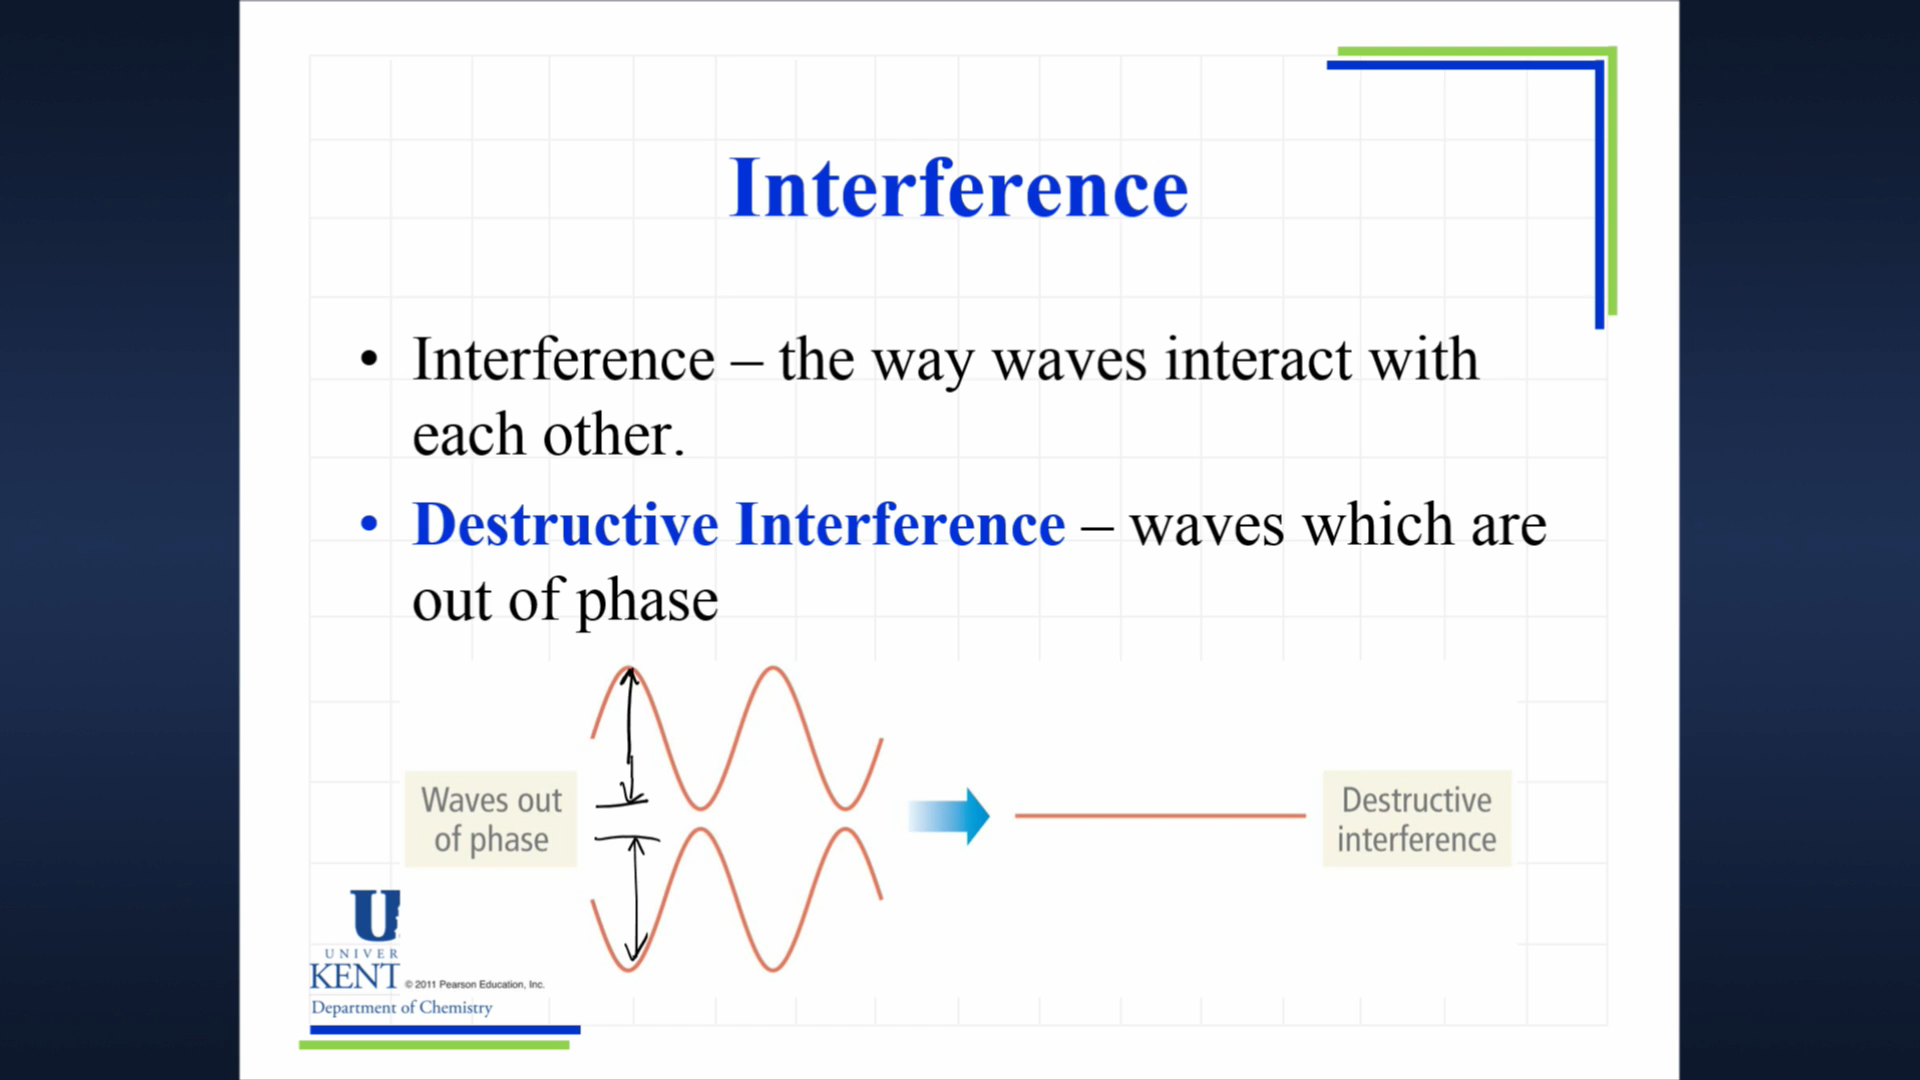 Interference
• Interference – the way waves interact with
each other.
• Destructive Interference – waves which are
out of phase
Waves out
of phase
Destructive
interference
UNIVER
KENT
© 2011 Pearson Education, Inc.
Department of Chemistry